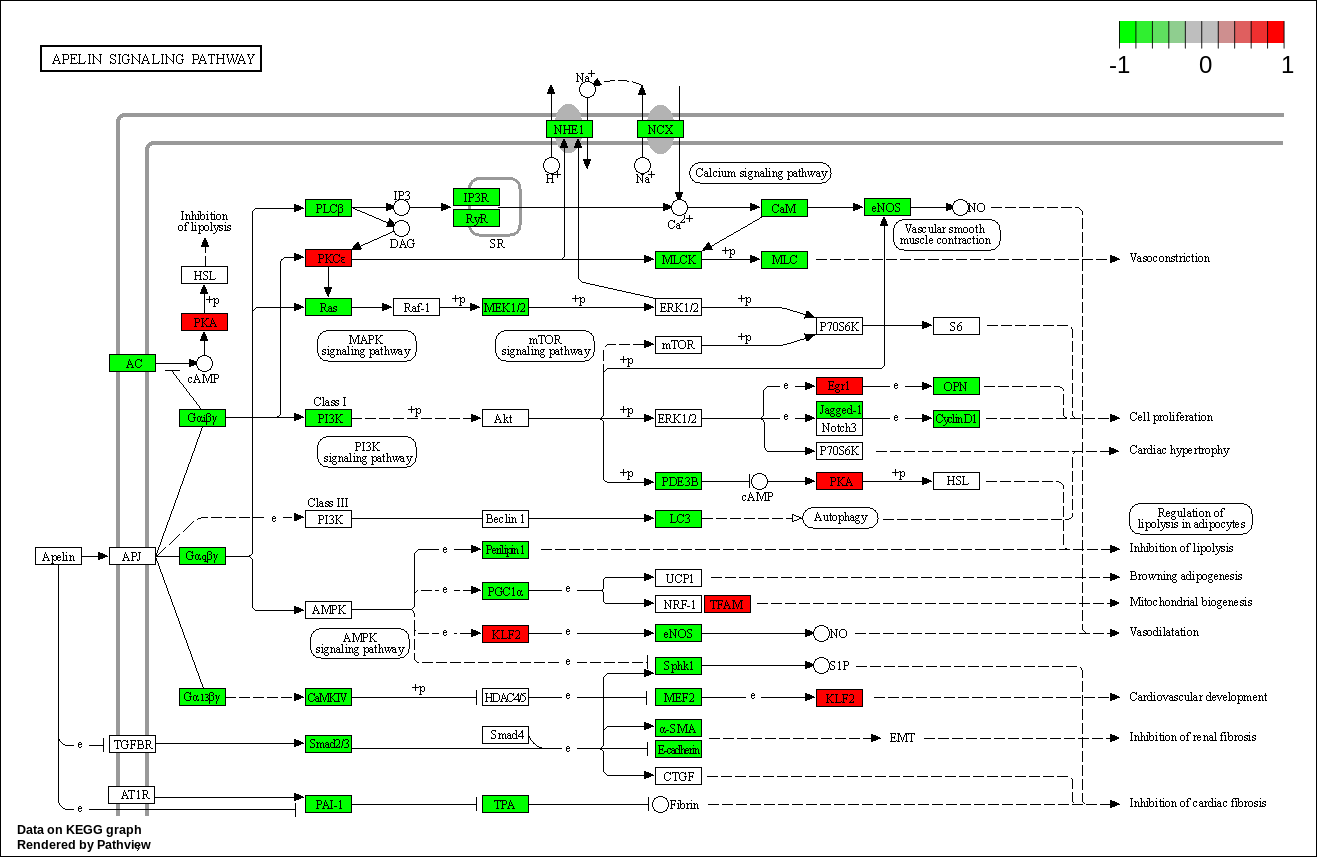 APELIN SIGNALING PATHWAY
-1 0 1
Na+
NHE1 NCX
H+ Na+
Calcium signaling pathway
IP3 IP3R
PLCβ RyR CaM eNOS NO
Ca2+
DAG SR
Inhibition
of lipolysis
Vascular smooth
muscle contraction
PKCε MLCK +p MLC Vasoconstriction
HSL
+p
Ras Raf-1 +p MEK1/2 +p ERK1/2 +p
PKA
P70S6K S6
MAPK
signaling pathway
mTOR
signaling pathway
mTOR +p
+p
AC
cAMP
e Egr1 e OPN
Class I
Gαiβγ PI3K +p Akt +p ERK1/2 e Jagged-1 e CyclinD1 Cell proliferation
Notch3
PI3K
signaling pathway
P70S6K Cardiac hypertrophy
+p PDE3B PKA +p HSL
cAMP
Class III
e PI3K Beclin 1 LC3 Autophagy
Regulation of
lipolysis in adipocytes
Apelin APJ Gαqβγ e Perilipin1 Inhibition of lipolysis
UCP1 Browning adipogenesis
e PGC1α
AMPK NRF-1 TFAM Mitochondrial biogenesis
AMPK
signaling pathway
e KLF2 e eNOS NO Vasodilatation
e Sphk1 S1P
Gα13βγ CaMKIV +p HDAC4/5 e MEF2 e KLF2 Cardiovascular development
α-SMA
Smad4
EMT Inhibition of renal fibrosis
e TGFBR Smad2/3 e E-cadherin
CTGF
AT1R
e PAI-1 TPA Fibrin Inhibition of cardiac fibrosis
Data on KEGG graph
Rendered by Pathview